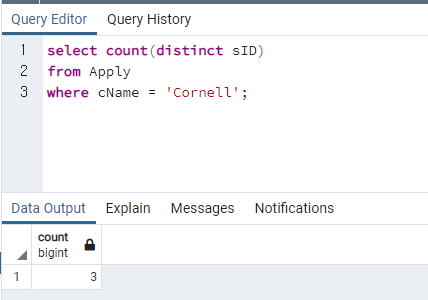 Query Editor Query History
1 select count(distinct sID)
2 from Apply
3 where cName = 'Cornell';
Data Output Explain Messages Notifications
count
bigint
1 3